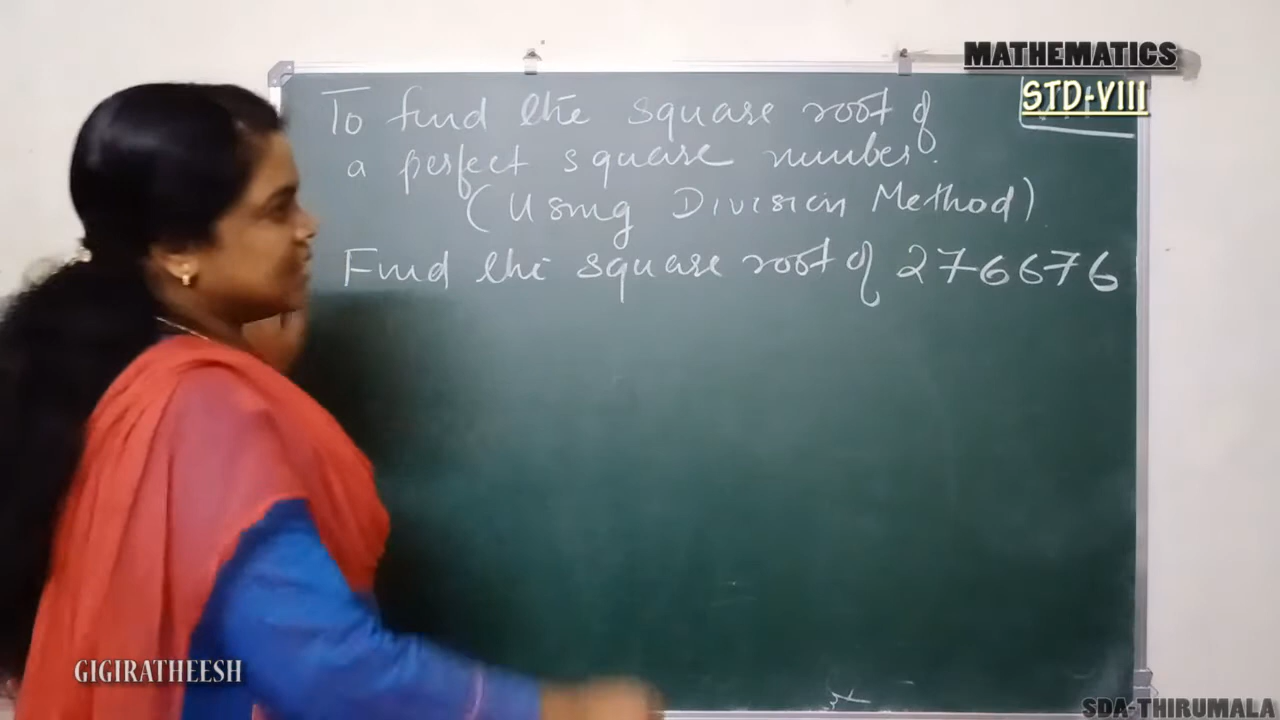 MATHEMATICS
STD-VIII
To find the square root of
a perfect square number.
(Using Division Method)
Find the square root of 276676
GIGIRATHEESH
SDA-THIRUMALA